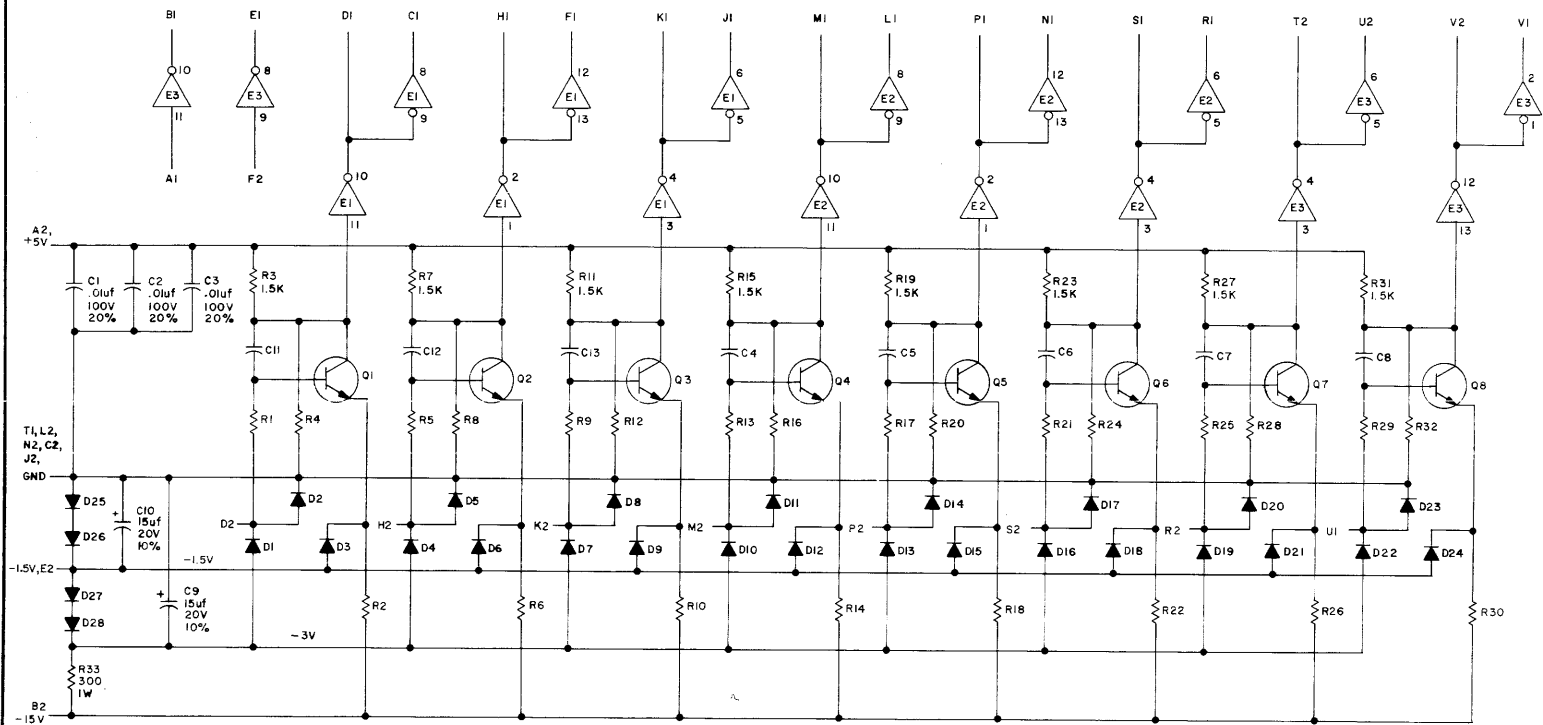 B1 E1 D1 C1 H1 F1 K1 J1 M1 L1 P1 N1 S1 R1 T2 U2 V2 V1
10 8 8 12 6 8 12 6 6 2
E3 E3 E1 E1 E1 E2 E2 E2 E3 E3
11 9 9 13 5 9 13 5 5 1
A1 F2
10 2 4 10 2 4 4 12
E1 E1 E1 E2 E2 E2 E3 E3
11 1 3 11 1 3 3 13
A2,
+5V
C1 C2 C3 R3 R7 R11 R15 R19 R23 R27 R31
.01uf .01uf .01uf 1.5K 1.5K 1.5K 1.5K 1.5K 1.5K 1.5K 1.5K
100V 100V 100V
20% 20% 20%
C11 C12 C13 C4 C5 C6 C7 C8
Q1 Q2 Q3 Q4 Q5 Q6 Q7 Q8
R1 R4 R5 R8 R9 R12 R13 R16 R17 R20 R21 R24 R25 R28 R29 R32
T1, L2,
N2, C2,
J2,
GND
D25 D2 D5 D8 D11 D14 D17 D20 D23
+ C10
15uf
20V
10%
D2 H2 K2 M2 P2 S2 R2 U1
D26 D1 D3 D4 D6 D7 D9 D10 D12 D13 D15 D16 D18 D19 D21 D22 D24
-1.5V
-1.5V, E2
D27
+ C9
15uf
20V
10%
D28
R2 R6 R10 R14 R18 R22 R26 R30
-3V
R33
300
1W
B2
-15V